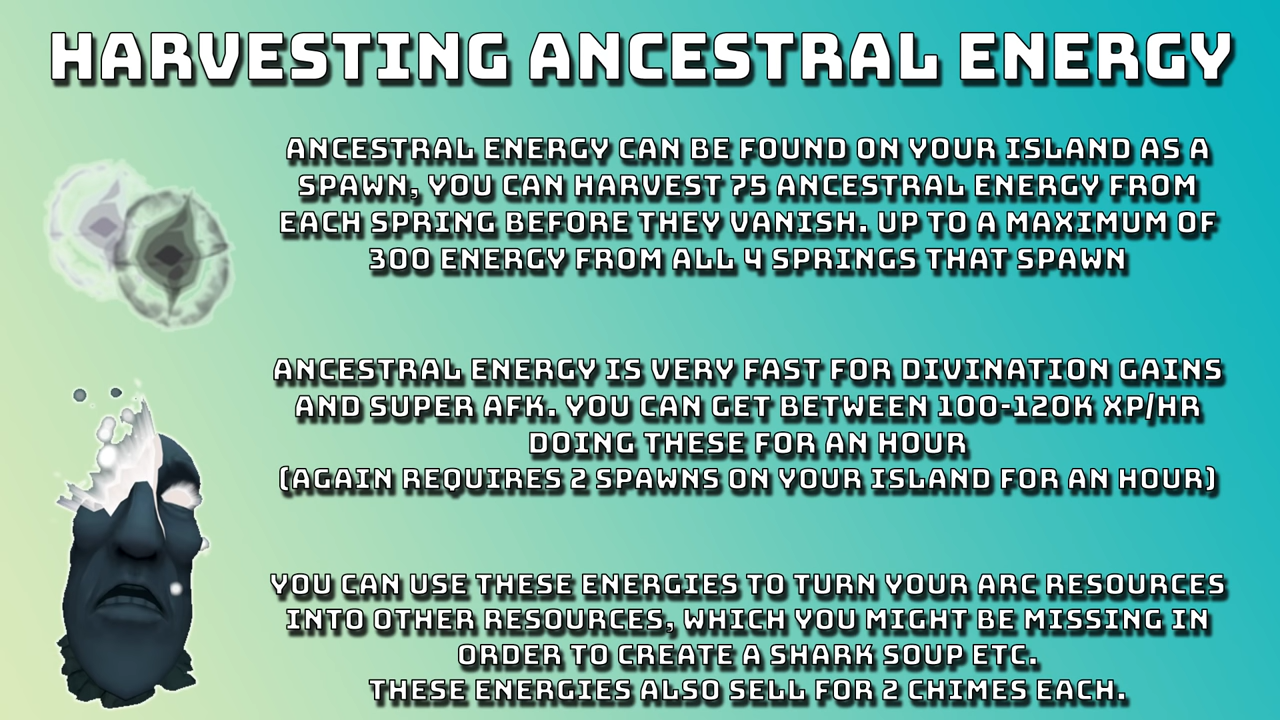 HARVESTING ANCESTRAL ENERGY
ANCESTRAL ENERGY CAN BE FOUND ON YOUR ISLAND AS A
SPAWN, YOU CAN HARVEST 75 ANCESTRAL ENERGY FROM
EACH SPRING BEFORE THEY VANISH. UP TO A MAXIMUM OF
300 ENERGY FROM ALL 4 SPRINGS THAT SPAWN
ANCESTRAL ENERGY IS VERY FAST FOR DIVINATION GAINS
AND SUPER AFK. YOU CAN GET BETWEEN 100-120K XP/HR
DOING THESE FOR AN HOUR
(AGAIN REQUIRES 2 SPAWNS ON YOUR ISLAND FOR AN HOUR)
YOU CAN USE THESE ENERGIES TO TURN YOUR ARC RESOURCES
INTO OTHER RESOURCES, WHICH YOU MIGHT BE MISSING IN
ORDER TO CREATE A SHARK SOUP ETC.
THESE ENERGIES ALSO SELL FOR 2 CHIMES EACH.